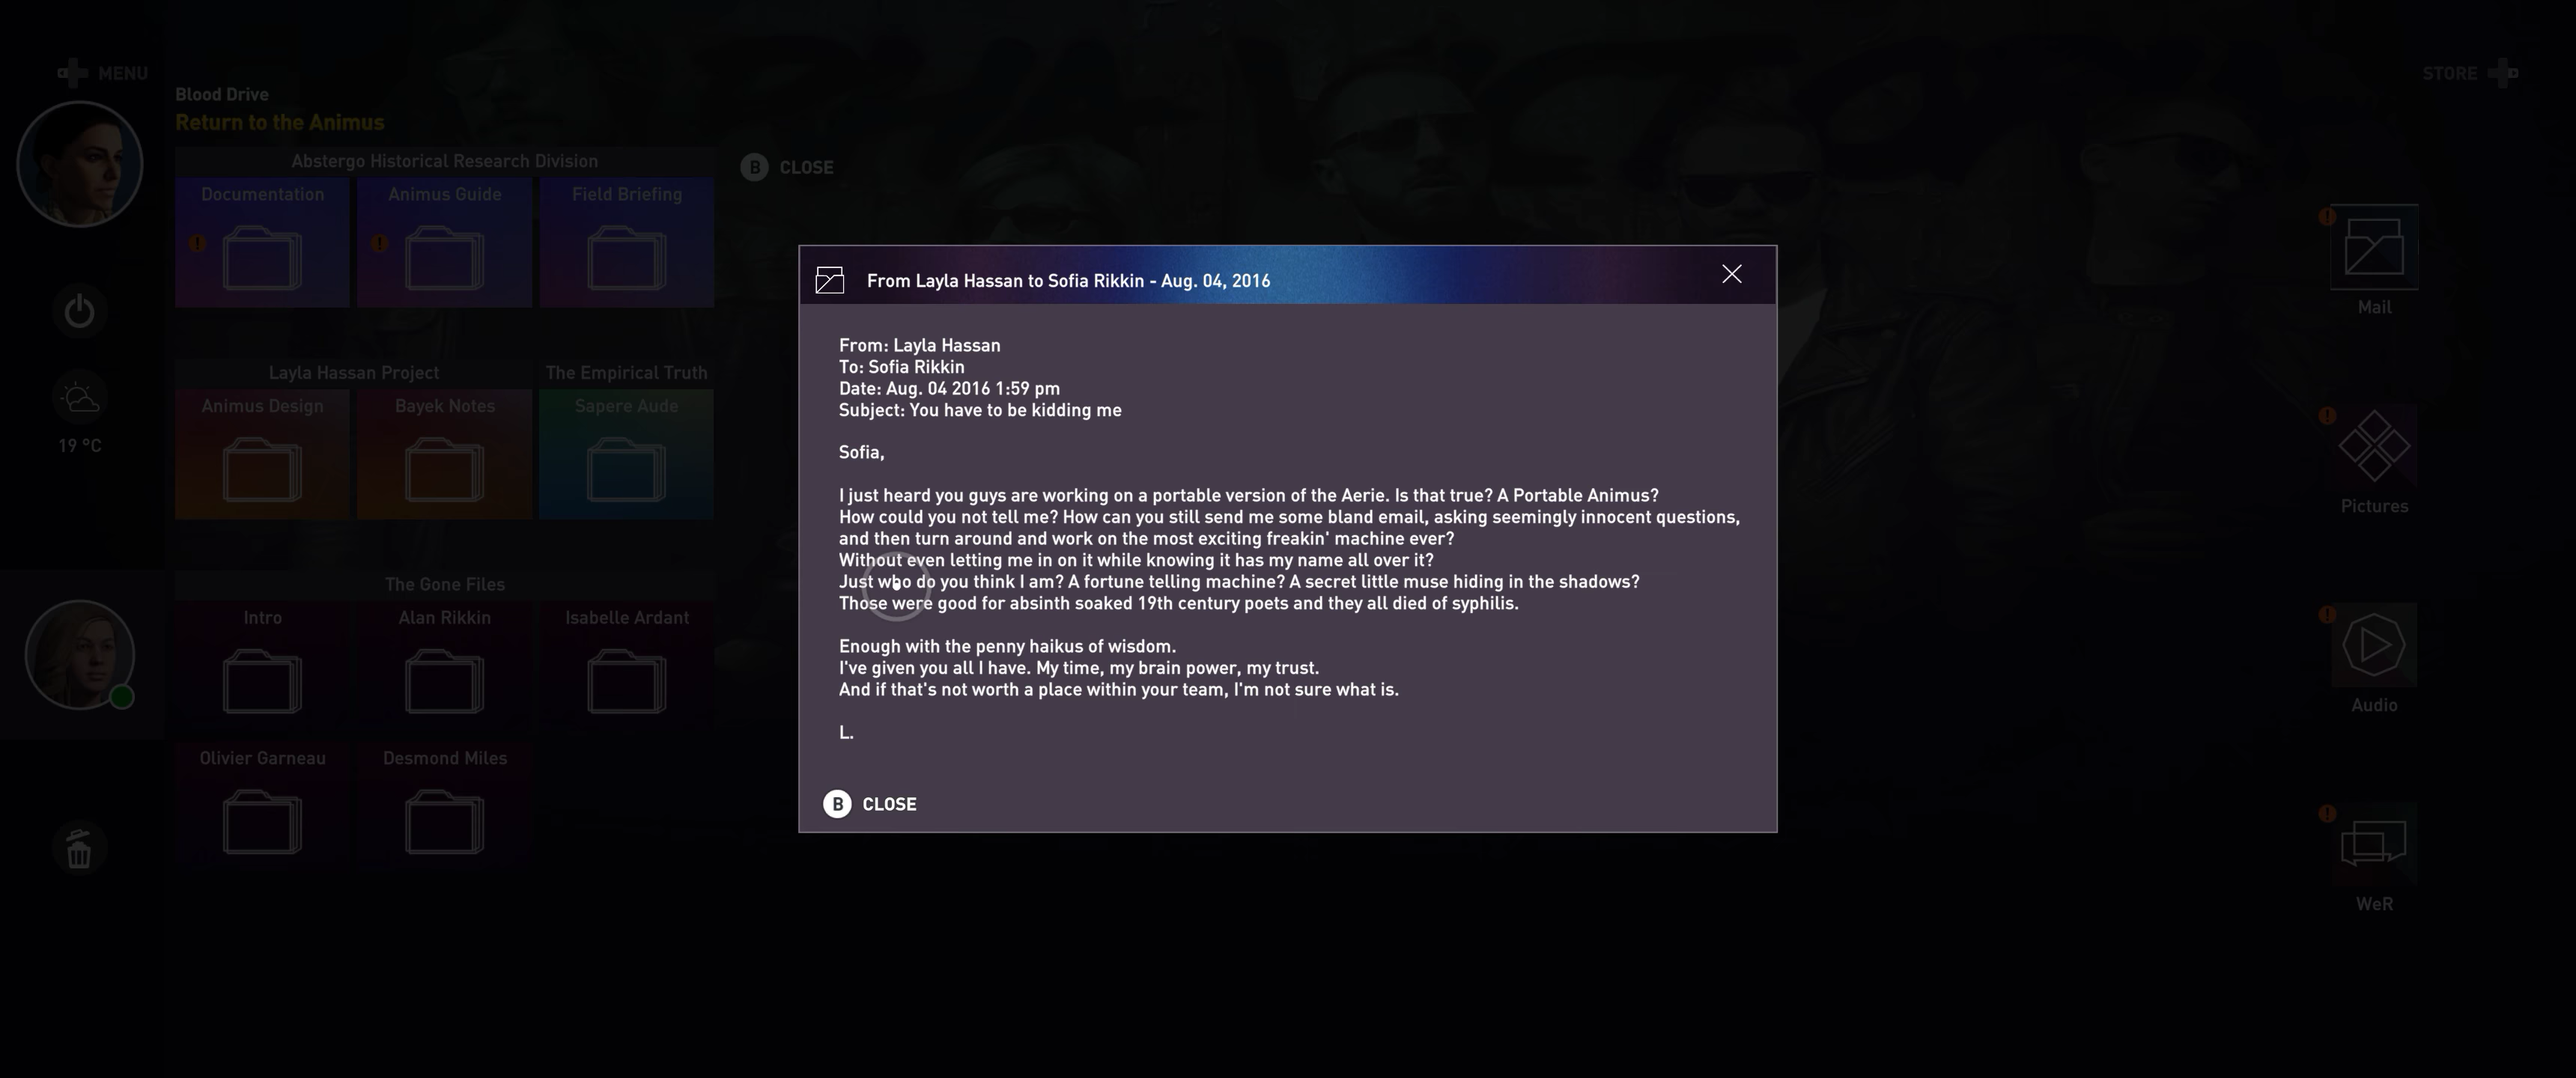 MENU
STORE
Blood Drive
Return to the Animus
Abstergo Historical Research Division
Documentation
Animus Guide
Field Briefing
B CLOSE
19 °C
Layla Hassan Project
The Empirical Truth
Animus Design
Bayek Notes
Sapere Aude
The Gone Files
Intro
Alan Rikkin
Isabelle Ardant
Olivier Garneau
Desmond Miles
From Layla Hassan to Sofia Rikkin - Aug. 04, 2016
From: Layla Hassan
To: Sofia Rikkin
Date: Aug. 04 2016 1:59 pm
Subject: You have to be kidding me
Sofia,
I just heard you guys are working on a portable version of the Aerie. Is that true? A Portable Animus?
How could you not tell me? How can you still send me some bland email, asking seemingly innocent questions,
and then turn around and work on the most exciting freakin' machine ever?
Without even letting me in on it while knowing it has my name all over it?
Just who do you think I am? A fortune telling machine? A secret little muse hiding in the shadows?
Those were good for absinth soaked 19th century poets and they all died of syphilis.
Enough with the penny haikus of wisdom.
I've given you all I have. My time, my brain power, my trust.
And if that's not worth a place within your team, I'm not sure what is.
L.
B CLOSE
Mail
Pictures
Audio
WeR